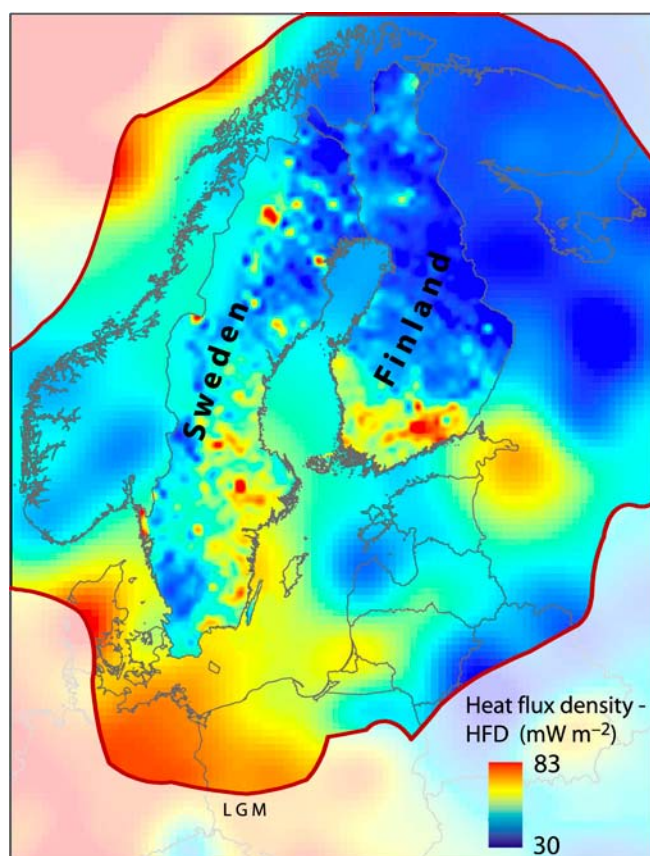 Sweden
Finland
Heat flux density -
HFD (mW m⁻²)
83
30
LGM